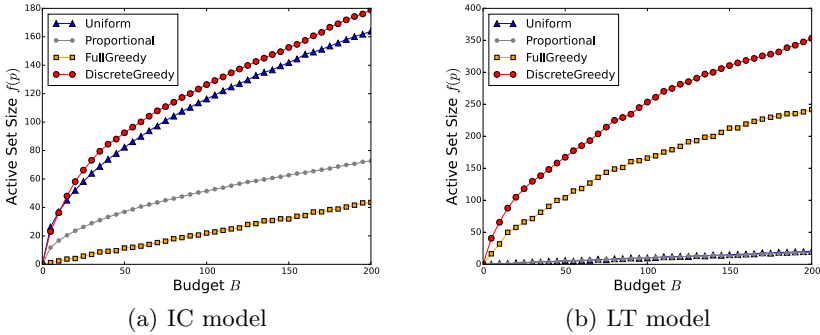 180
160
140
120
100
80
60
40
20
0
0 50 100 150 200
Active Set Size f(p)
Budget B
Uniform
Proportional
FullGreedy
DiscreteGreedy
(a) IC model
400
350
300
250
200
150
100
50
0
0 50 100 150 200
Active Set Size f(p)
Budget B
Uniform
Proportional
FullGreedy
DiscreteGreedy
(b) LT model